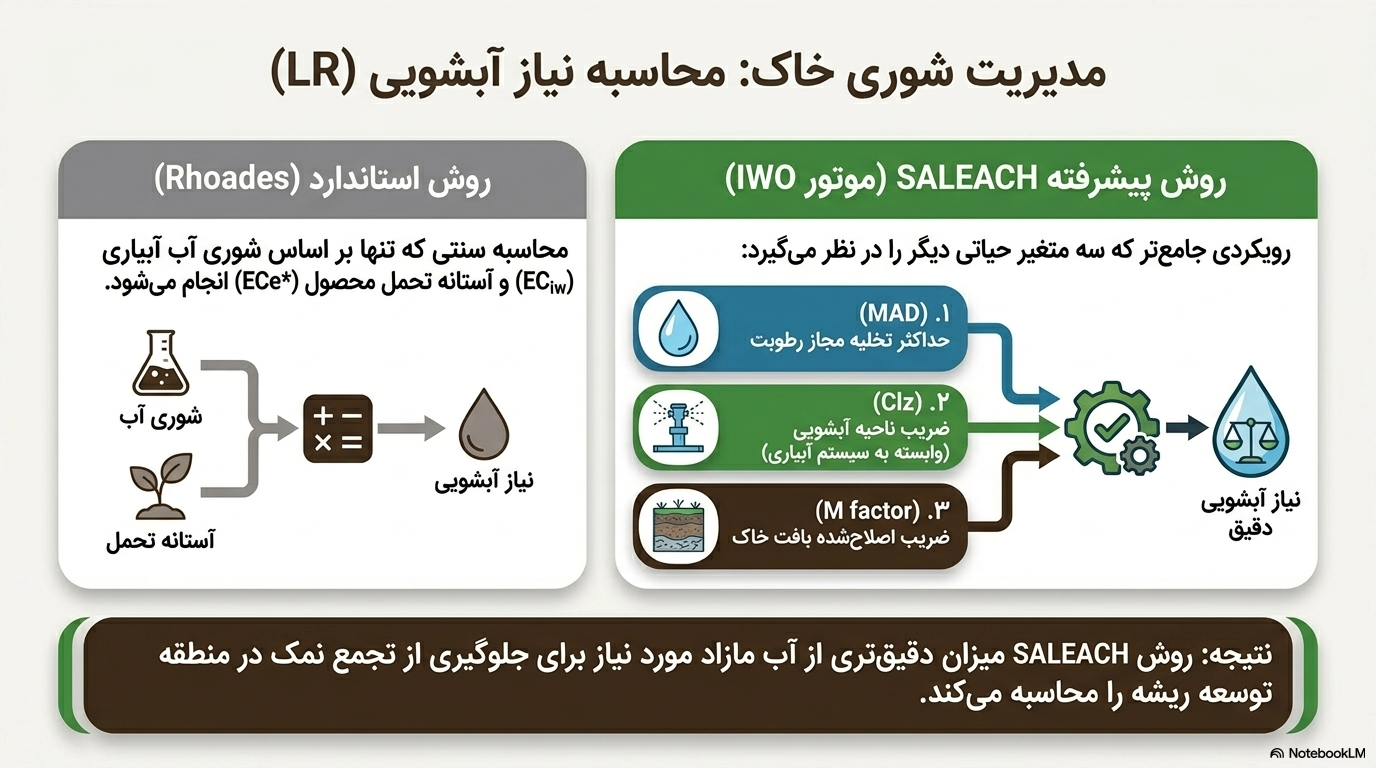 مدیریت شوری خاک: محاسبه نیاز آبشویی (LR)
روش پیشرفته SALEACH (موتور IWO)
رویکردی جامع‌تر که سه متغیر حیاتی دیگر را در نظر می‌گیرد:
۱. (MAD)
حداکثر تخلیه مجاز رطوبت
۲. (Clz)
ضریب ناحیه آبشویی
(وابسته به سیستم آبیاری)
۳. (M factor)
ضریب اصلاح‌شده بافت خاک
نیاز آبشویی
دقیق
روش استاندارد (Rhoades)
محاسبه سنتی که تنها بر اساس شوری آب آبیاری
(ECiw) و آستانه تحمل محصول (ECe*) انجام می‌شود.
شوری آب
آستانه تحمل
نیاز آبشویی
نتیجه: روش SALEACH میزان دقیق‌تری از آب مازاد مورد نیاز برای جلوگیری از تجمع نمک در منطقه
توسعه ریشه را محاسبه می‌کند.
NotebookLM